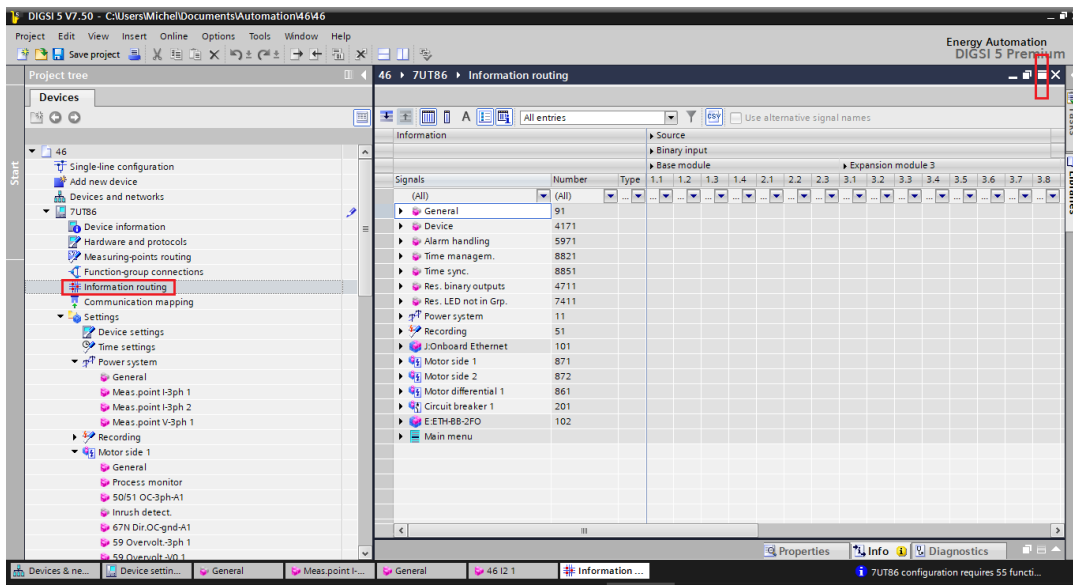 DIGSI 5 V7.50 - C:\Users\Michel\Documents\Automation\46\46
Project Edit View Insert Online Options Tools Window Help
Energy Automation
DIGSI 5 Premium
Save project
Project tree
46 ▸ 7UT86 ▸ Information routing
Devices
All entries
CSV
Use alternative signal names
Information
Source
Binary input
Base module
Expansion module 3
Signals Number Type 1.1 1.2 1.3 1.4 2.1 2.2 2.3 3.1 3.2 3.3 3.4 3.5 3.6 3.7 3.8
(All) (All) ... ... ... ... ... ... ... ... ... ... ... ... ... ... ... ...
General 91
Device 4171
Alarm handling 5971
Time managem. 8821
Time sync. 8851
Res. binary outputs 4711
Res. LED not in Grp. 7411
Power system 11
Recording 51
J:Onboard Ethernet 101
Motor side 1 871
Motor side 2 872
Motor differential 1 861
Circuit breaker 1 201
E:ETH-BB-2FO 102
Main menu
46
Single-line configuration
Add new device
Devices and networks
7UT86
Device information
Hardware and protocols
Measuring-points routing
Function-group connections
Information routing
Communication mapping
Settings
Device settings
Time settings
Power system
General
Meas.point I-3ph 1
Meas.point I-3ph 2
Meas.point V-3ph 1
Recording
Motor side 1
General
Process monitor
50/51 OC-3ph-A1
Inrush detect.
67N Dir.OC-gnd-A1
59 Overvolt.-3ph 1
59 Overvolt.-V0 1
Start
Tasks
Libraries
Properties Info Diagnostics
Devices & ne... Device settin... General Meas.point I-... General 46 I2 1 Information ...
7UT86 configuration requires 55 functi...